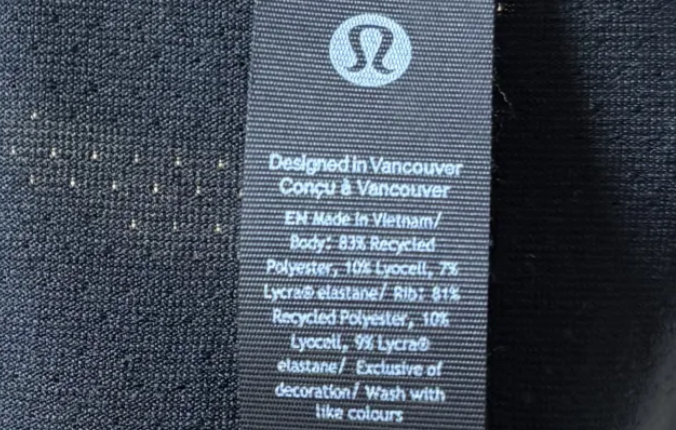 Designed in Vancouver
Conçu à Vancouver
EN Made in Vietnam/
Body: 83% Recycled
Polyester, 10% Lyocell, 7%
Lycra® elastane/ Rib: 81%
Recycled Polyester, 10%
Lyocell, 9% Lycra®
elastane/ Exclusive of
decoration/ Wash with
like colours